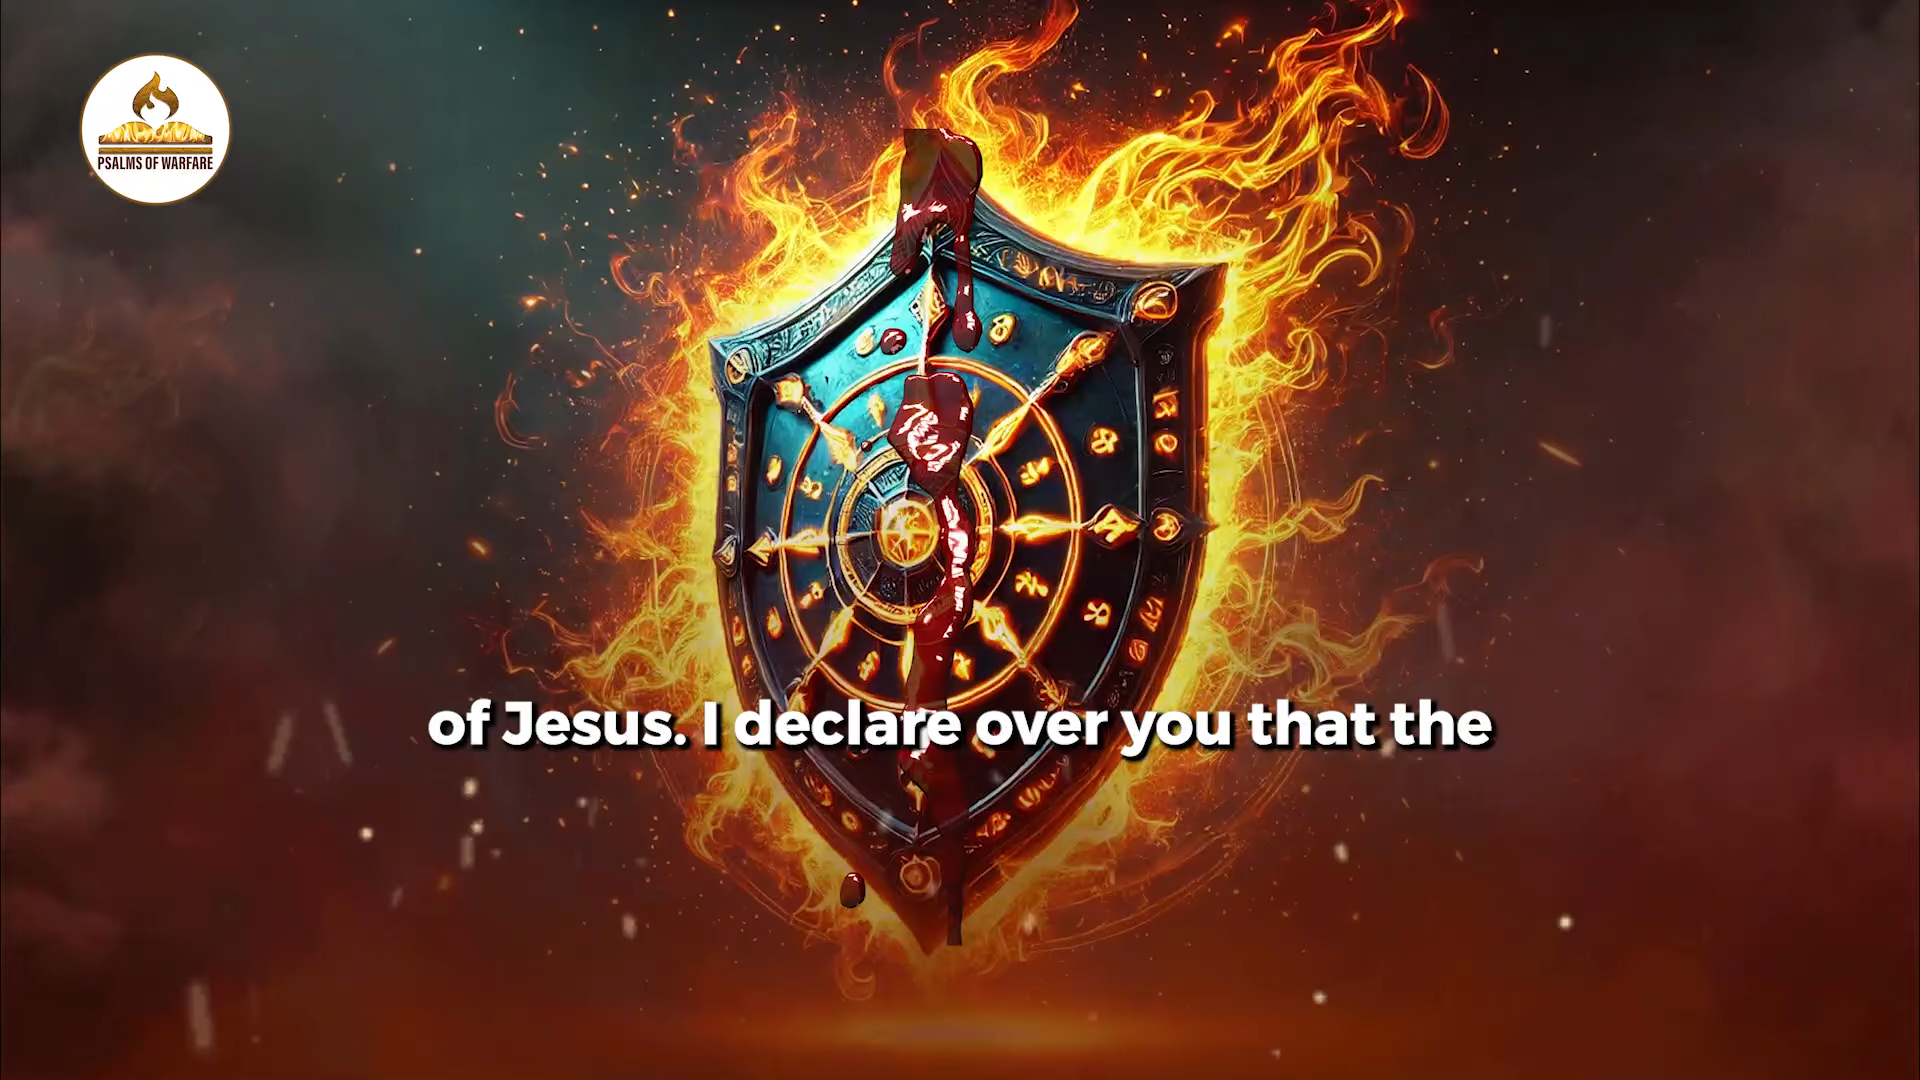 PSALMS OF WARFARE
of Jesus. I declare over you that the